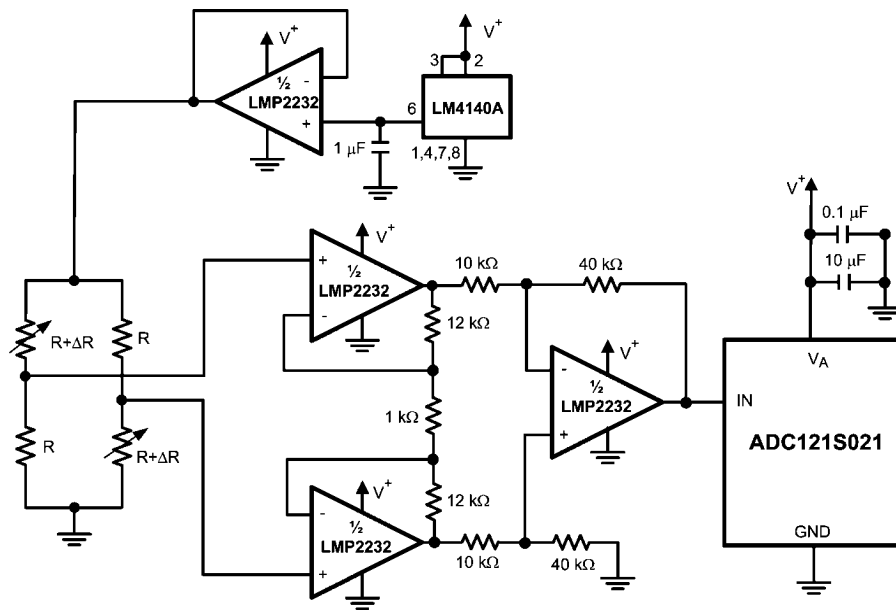 V+
3
2
½
LMP2232
-
+
6
LM4140A
1 µF
1,4,7,8
V+
V+
0.1 µF
10 µF
+
½
LMP2232
-
V+
10 kΩ
40 kΩ
12 kΩ
R+ΔR
R
VA
V+
-
½
LMP2232
+
IN
1 kΩ
ADC121S021
R
R+ΔR
V+
12 kΩ
-
½
LMP2232
+
10 kΩ
40 kΩ
GND